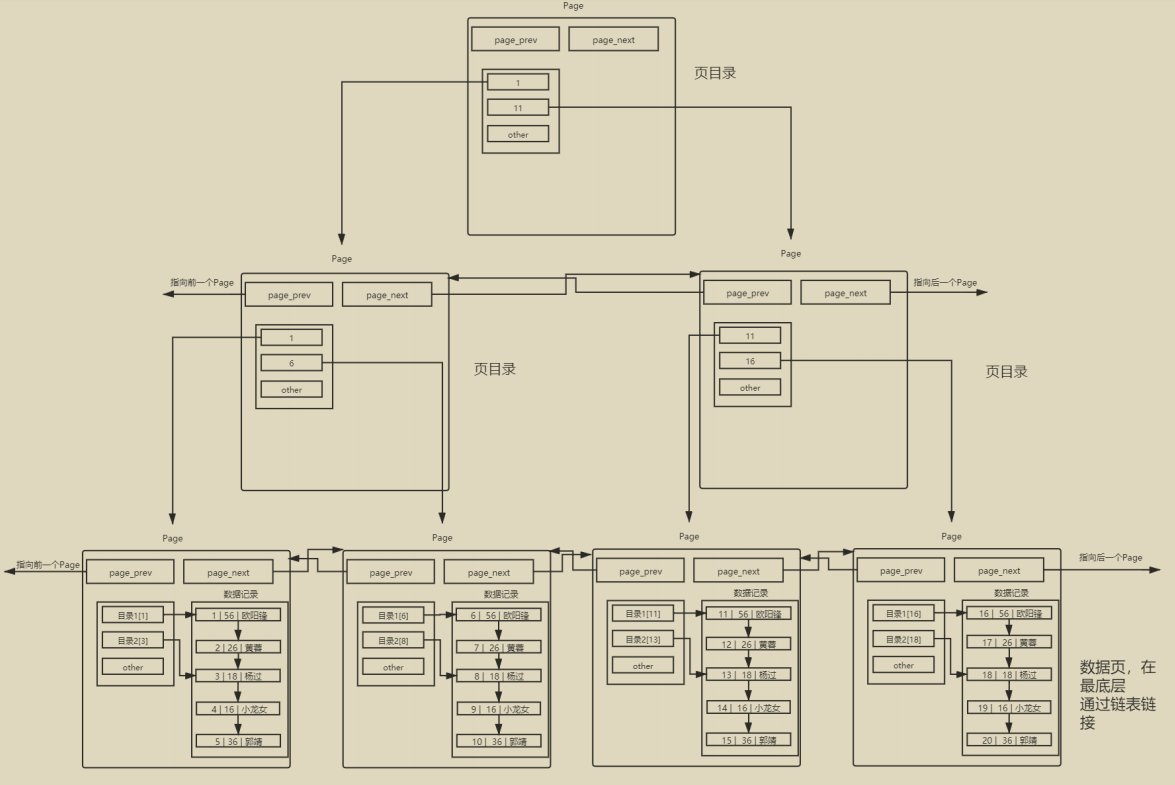 Page
page_prev
page_next
页目录
1
11
other
Page
Page
指向前一个Page
page_prev
page_next
page_prev
page_next
指向后一个Page
1
6
other
页目录
11
16
other
页目录
Page
Page
Page
Page
指向前一个Page
page_prev
page_next
page_prev
page_next
page_prev
page_next
page_prev
page_next
指向后一个Page
数据记录
目录1[1]
目录2[3]
other
1 | 56 | 欧阳锋
2 | 26 | 黄蓉
3 | 18 | 杨过
4 | 16 | 小龙女
5 | 36 | 郭靖
数据记录
目录1[6]
目录2[8]
other
6 | 56 | 欧阳锋
7 | 26 | 黄蓉
8 | 18 | 杨过
9 | 16 | 小龙女
10 | 36 | 郭靖
数据记录
目录1[11]
目录2[13]
other
11 | 56 | 欧阳锋
12 | 26 | 黄蓉
13 | 18 | 杨过
14 | 16 | 小龙女
15 | 36 | 郭靖
数据记录
目录1[16]
目录2[18]
other
16 | 56 | 欧阳锋
17 | 26 | 黄蓉
18 | 18 | 杨过
19 | 16 | 小龙女
20 | 36 | 郭靖
数据页，在
最底层
通过链表链
接